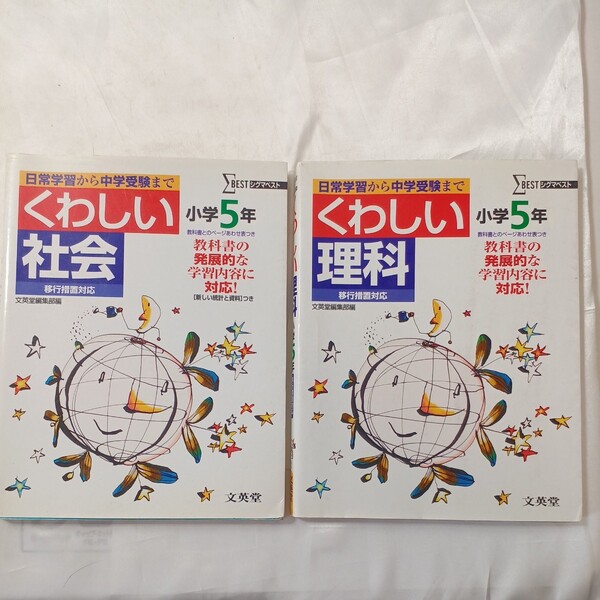 日常学習から中学受験まで
ΣBEST シグマベスト
くわしい
社会
小学5年
教科書とのページあわせ表つき
移行措置対応
文英堂編集部編
教科書の
発展的な
学習内容に
対応!
[新しい統計と資料]つき
文英堂
日常学習から中学受験まで
ΣBEST シグマベスト
くわしい
理科
小学5年
教科書とのページあわせ表つき
移行措置対応
文英堂編集部編
教科書の
発展的な
学習内容に
対応!
文英堂